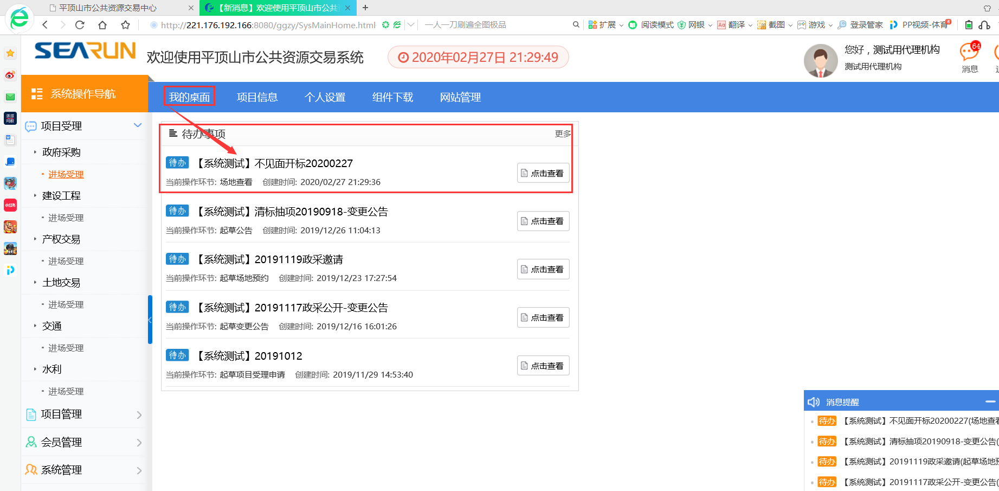 平顶山市公共资源交易中心
【新消息】欢迎使用平顶山市公共
http://221.176.192.166:8080/ggzy/SysMainHome.html
一人一刀刷遍全图极品
扩展
阅读模式
网银
Aa 翻译
截图
游戏
登录管家
PP视频-体育
6
SEARUN
欢迎使用平顶山市公共资源交易系统
2020年02月27日 21:29:49
您好，测试用代理机构
测试用代理机构
64
消息
系统操作导航
我的桌面
项目信息
个人设置
组件下载
网站管理
项目受理
政府采购
进场受理
建设工程
进场受理
产权交易
进场受理
土地交易
进场受理
交通
进场受理
水利
进场受理
项目管理
会员管理
系统管理
小红书
待办事项
更多
待办 【系统测试】不见面开标20200227
当前操作环节: 场地查看 创建时间: 2020/02/27 21:29:36
点击查看
待办 【系统测试】清标抽项20190918-变更公告
当前操作环节: 起草公告 创建时间: 2019/12/26 11:04:13
点击查看
待办 【系统测试】20191119政采邀请
当前操作环节: 起草场地预约 创建时间: 2019/12/23 17:27:54
点击查看
待办 【系统测试】20191117政采公开-变更公告
当前操作环节: 起草变更公告 创建时间: 2019/12/16 16:01:26
点击查看
待办 【系统测试】20191012
当前操作环节: 起草项目受理申请 创建时间: 2019/11/29 14:53:40
点击查看
消息提醒
待办 【系统测试】不见面开标20200227(场地查看
待办 【系统测试】清标抽项20190918-变更公告(
待办 【系统测试】20191119政采邀请(起草场地预
待办 【系统测试】20191117政采公开-变更公告(